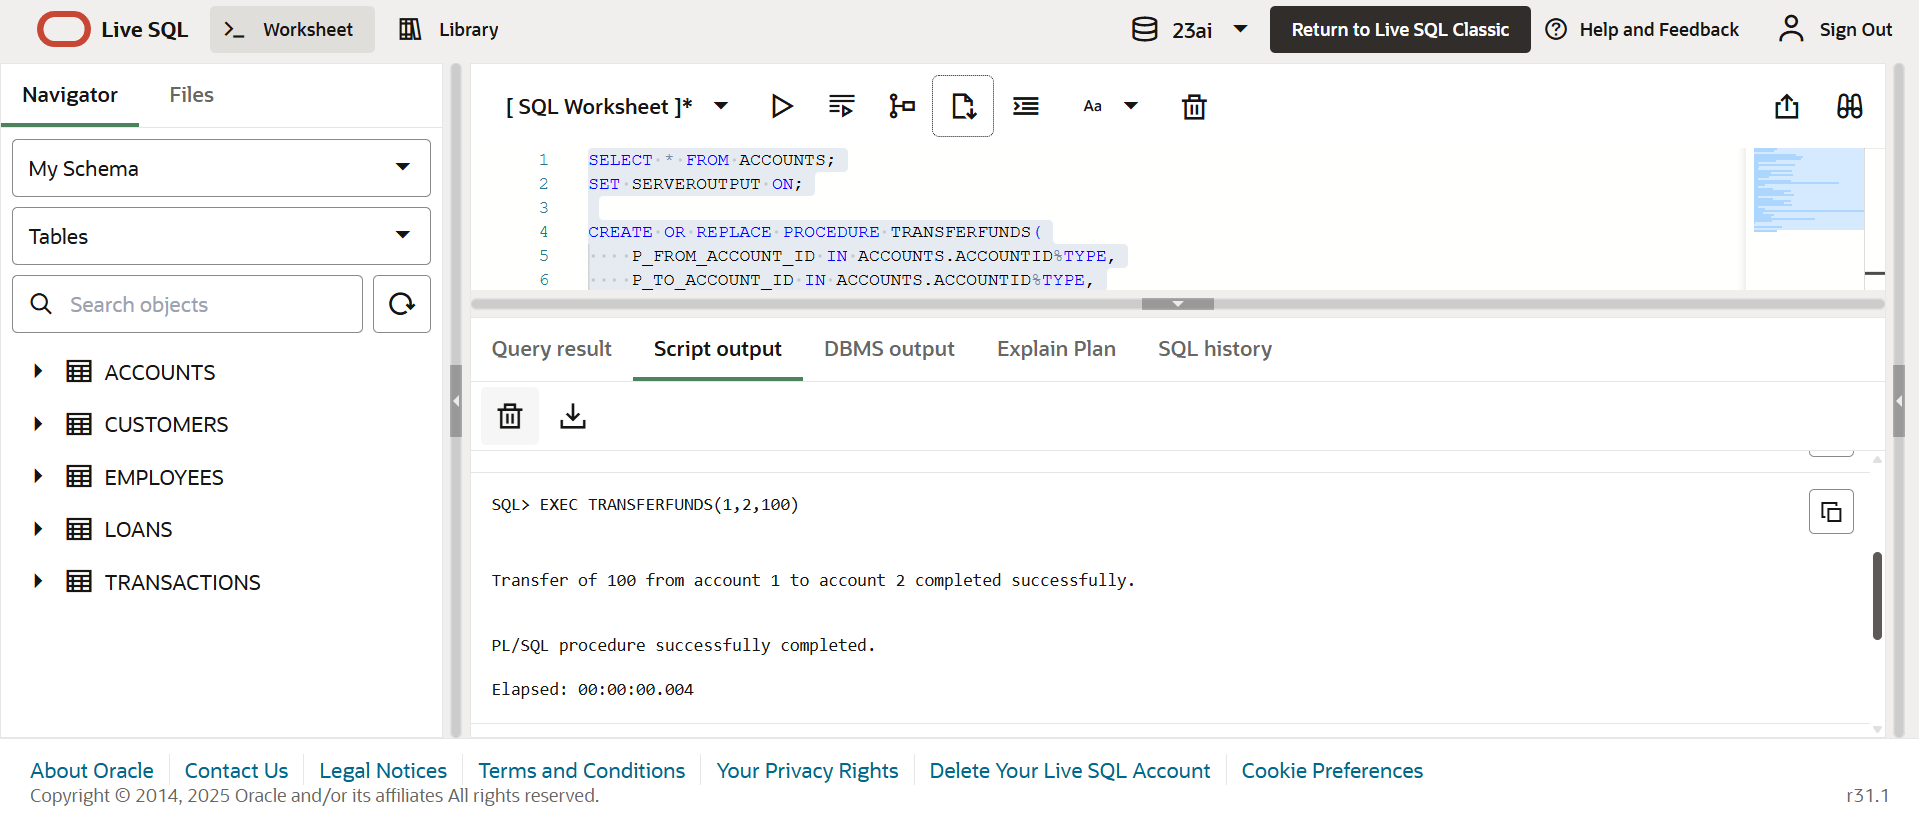 Live SQL
Worksheet
Library
23ai
Return to Live SQL Classic
Help and Feedback
Sign Out
Navigator
Files
My Schema
Tables
Search objects
ACCOUNTS
CUSTOMERS
EMPLOYEES
LOANS
TRANSACTIONS
[ SQL Worksheet ]*
Aa
1 SELECT * FROM ACCOUNTS;
2 SET SERVEROUTPUT ON;
3
4 CREATE OR REPLACE PROCEDURE TRANSFERFUNDS(
5 P_FROM_ACCOUNT_ID IN ACCOUNTS.ACCOUNTID%TYPE,
6 P_TO_ACCOUNT_ID IN ACCOUNTS.ACCOUNTID%TYPE,
Query result
Script output
DBMS output
Explain Plan
SQL history
SQL> EXEC TRANSFERFUNDS(1,2,100)
Transfer of 100 from account 1 to account 2 completed successfully.
PL/SQL procedure successfully completed.
Elapsed: 00:00:00.004
About Oracle
Contact Us
Legal Notices
Terms and Conditions
Your Privacy Rights
Delete Your Live SQL Account
Cookie Preferences
Copyright © 2014, 2025 Oracle and/or its affiliates All rights reserved.
r31.1